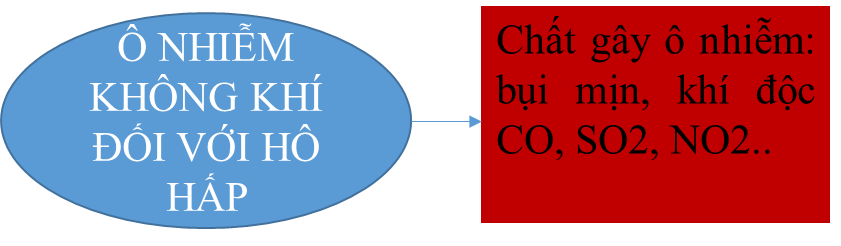 Ô NHIỄM
KHÔNG KHÍ
ĐỐI VỚI HÔ
HẤP
Chất gây ô nhiễm:
bụi mịn, khí độc
CO, SO2, NO2..